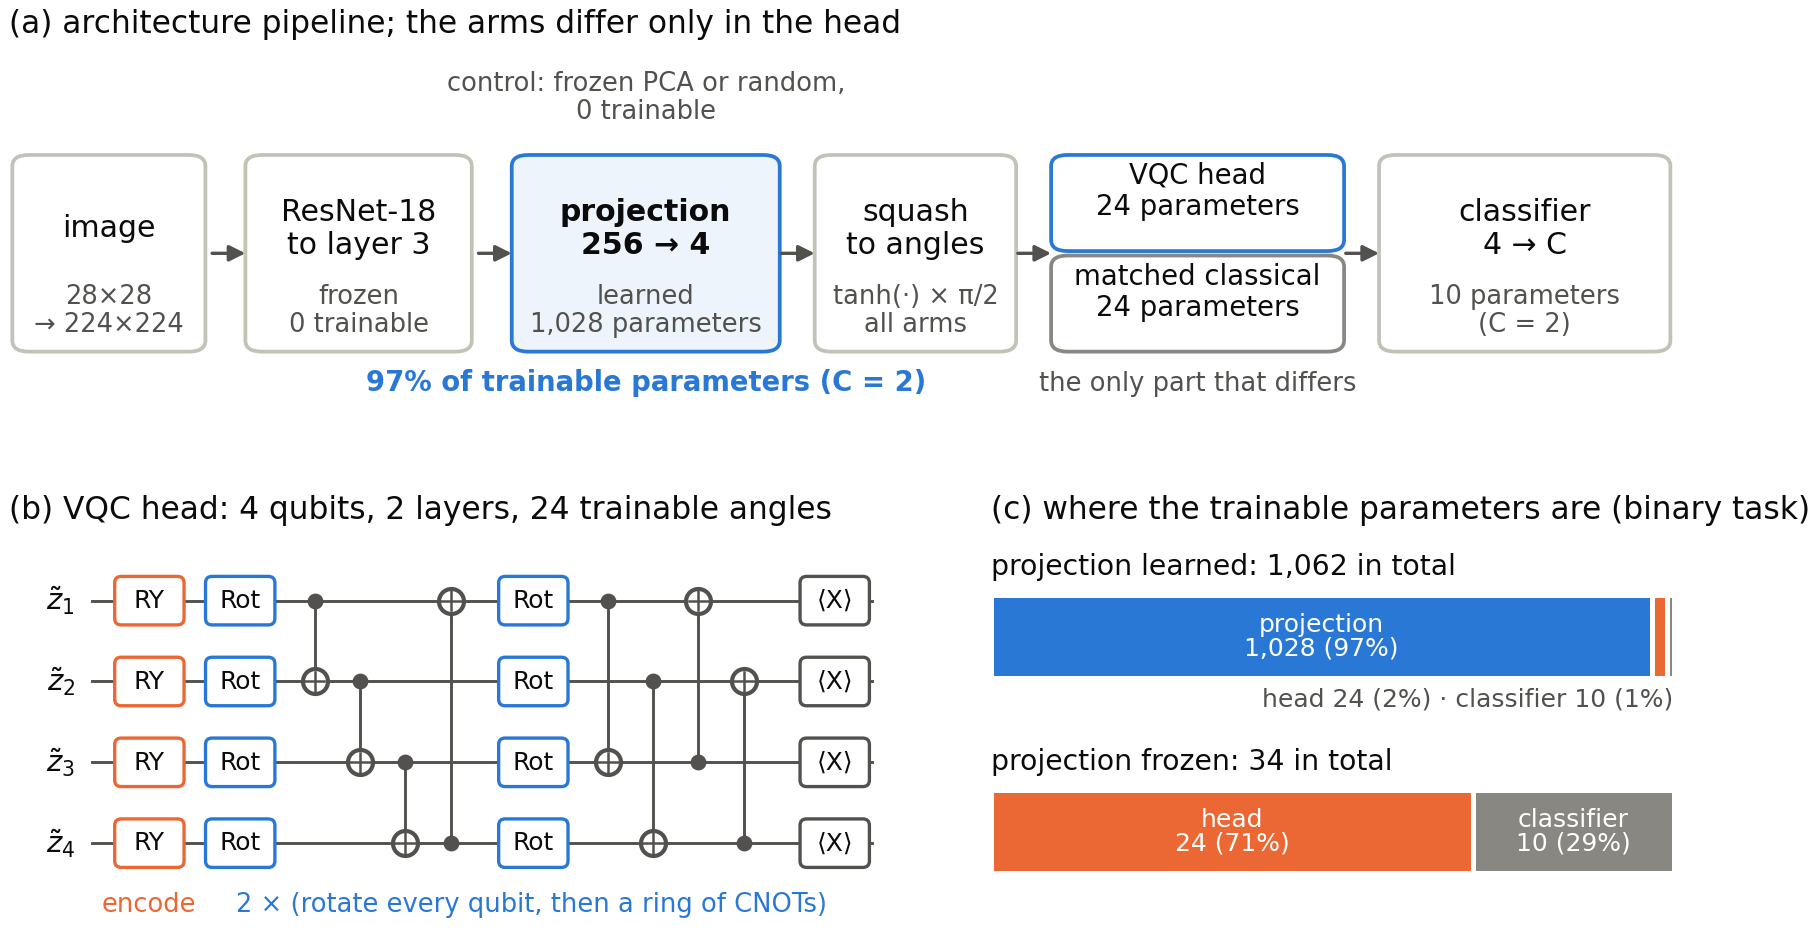 (a) architecture pipeline; the arms differ only in the head
control: frozen PCA or random,
0 trainable
image
28×28
→ 224×224
ResNet-18
to layer 3
frozen
0 trainable
projection
256 → 4
learned
1,028 parameters
squash
to angles
tanh(·) × π/2
all arms
VQC head
24 parameters
matched classical
24 parameters
classifier
4 → C
10 parameters
(C = 2)
97% of trainable parameters (C = 2)
the only part that differs
(b) VQC head: 4 qubits, 2 layers, 24 trainable angles
z̃₁ RY Rot Rot ⟨X⟩
z̃₂ RY Rot Rot ⟨X⟩
z̃₃ RY Rot Rot ⟨X⟩
z̃₄ RY Rot Rot ⟨X⟩
encode
2 × (rotate every qubit, then a ring of CNOTs)
(c) where the trainable parameters are (binary task)
projection learned: 1,062 in total
projection
1,028 (97%)
head 24 (2%) · classifier 10 (1%)
projection frozen: 34 in total
head
24 (71%)
classifier
10 (29%)